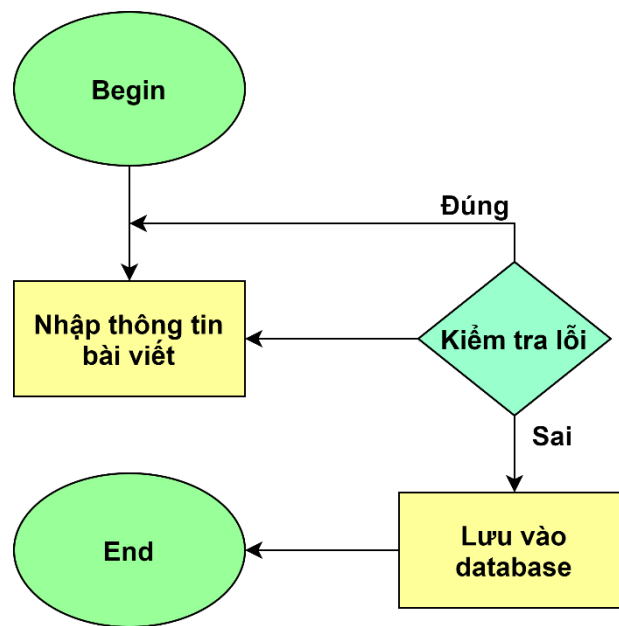 Begin
Đúng
Nhập thông tin
bài viết
Kiểm tra lỗi
Sai
End
Lưu vào
database